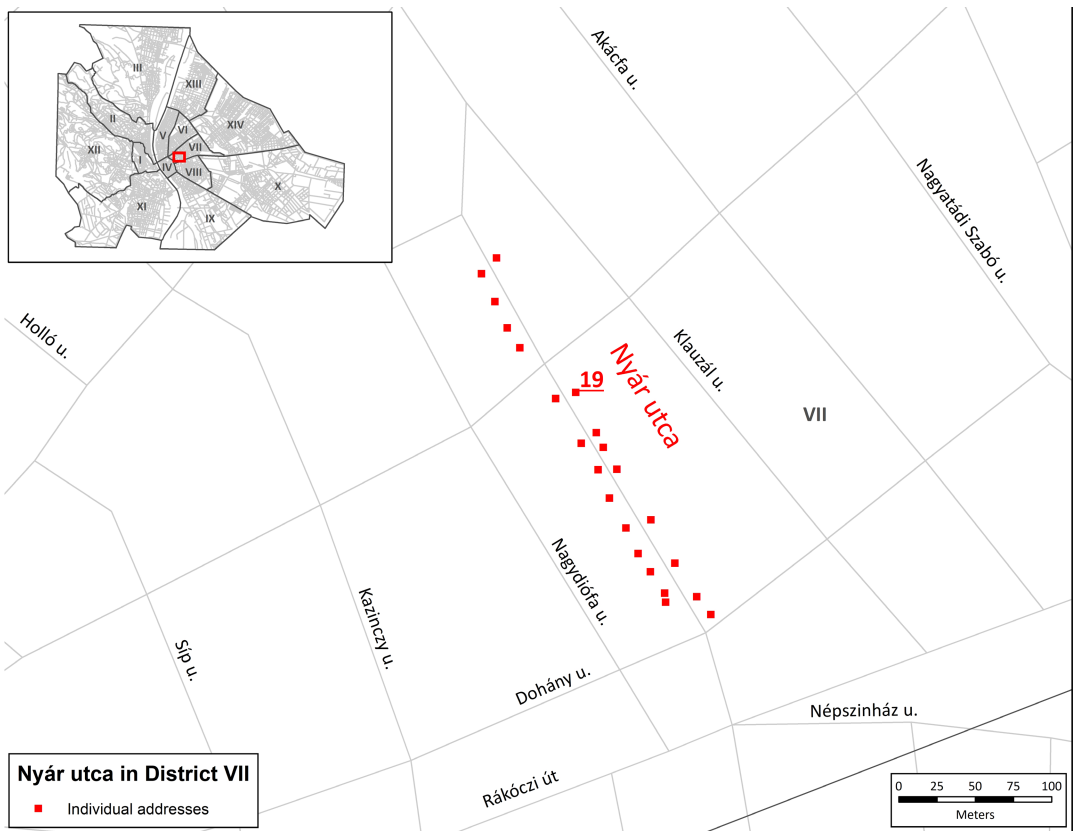 III
XIII
II
V
VI
XIV
XII
I
VII
IV
VIII
X
XI
IX
Akácfa u.
Nagyatádi Szabó u.
Holló u.
Klauzál u.
Nyár utca
19
VII
Nagydiófa u.
Kazinczy u.
Síp u.
Dohány u.
Népszinház u.
Rákóczi út
Nyár utca in District VII
Individual addresses
0 25 50 75 100
Meters